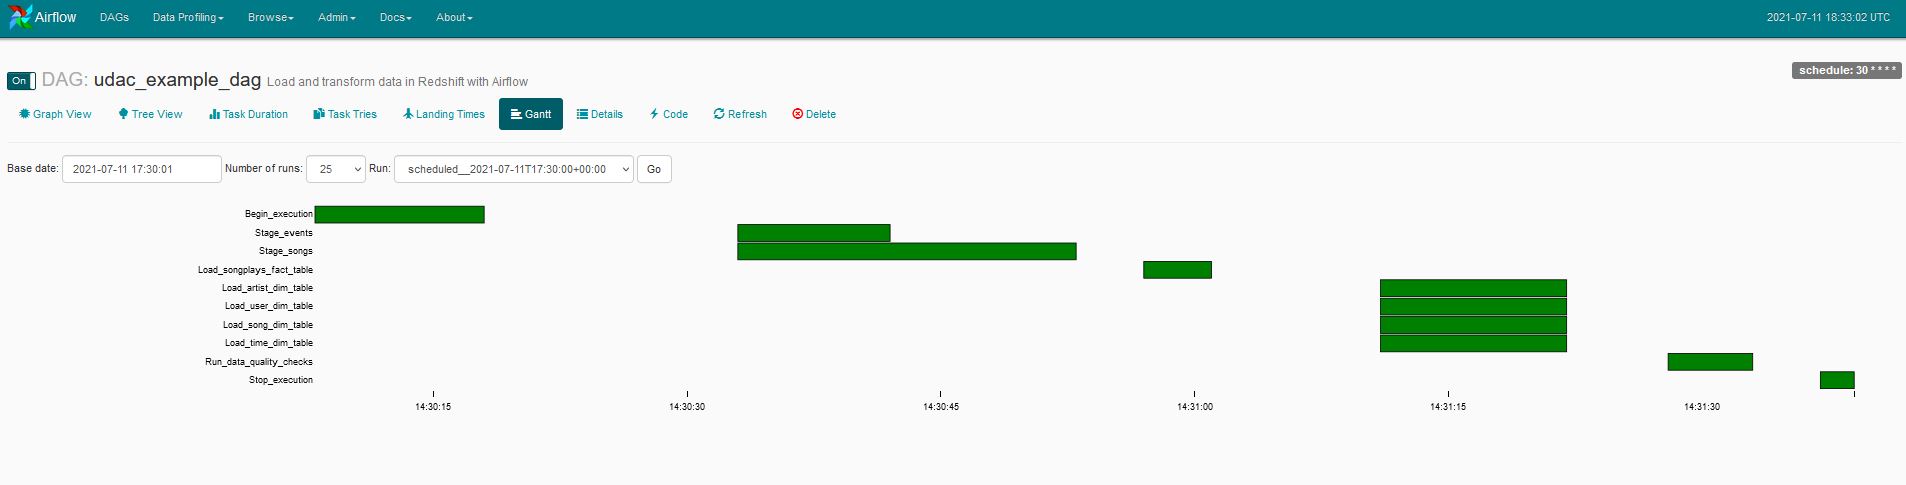 Airflow DAGs Data Profiling Browse Admin Docs About 2021-07-11 18:33:02 UTC
schedule: 30 * * * *
On DAG: udac_example_dag Load and transform data in Redshift with Airflow
Graph View Tree View Task Duration Task Tries Landing Times Gantt Details Code Refresh Delete
Base date: 2021-07-11 17:30:01 Number of runs: 25 Run: scheduled__2021-07-11T17:30:00+00:00 Go
Begin_execution
Stage_events
Stage_songs
Load_songplays_fact_table
Load_artist_dim_table
Load_user_dim_table
Load_song_dim_table
Load_time_dim_table
Run_data_quality_checks
Stop_execution
14:30:15 14:30:30 14:30:45 14:31:00 14:31:15 14:31:30